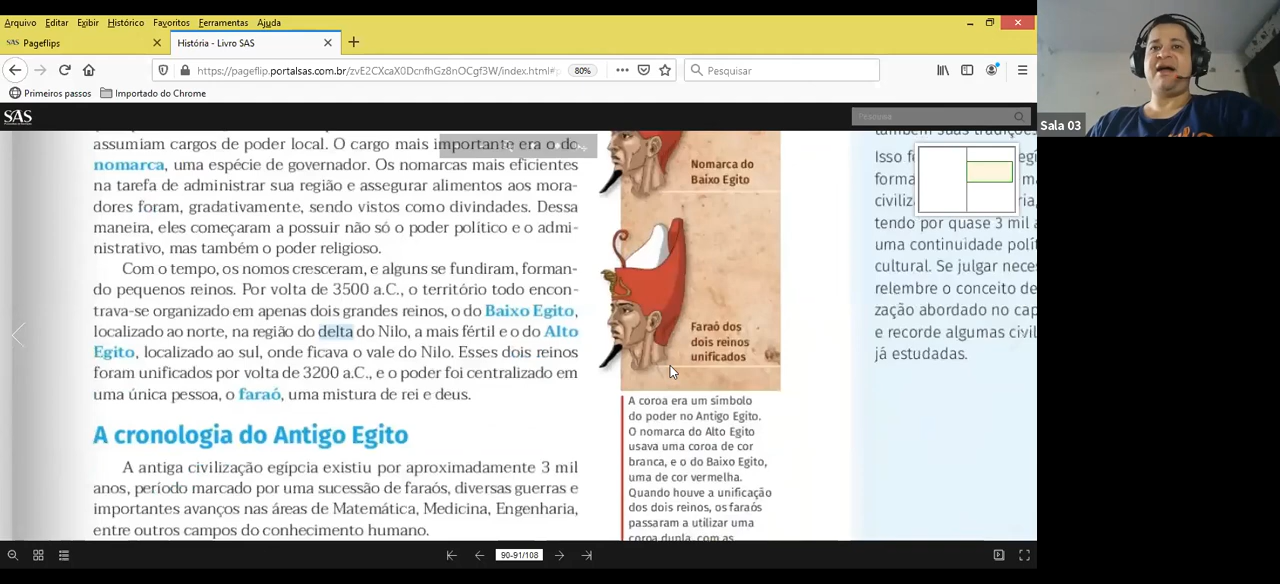 Arquivo Editar Exibir Histórico Favoritos Ferramentas Ajuda
SAS Pageflips
História - Livro SAS
https://pageflip.portalsas.com.br/zvE2CXcaX0DcnfhGz8nOCgf3W/index.html#p
80%
Pesquisar
Primeiros passos
Importado do Chrome
Sala 03
SAS
Pesquisa
assumiam cargos de poder local. O cargo mais importante era o do
nomarca, uma espécie de governador. Os nomarcas mais eficientes
na tarefa de administrar sua região e assegurar alimentos aos mora-
dores foram, gradativamente, sendo vistos como divindades. Dessa
maneira, eles começaram a possuir não só o poder político e o admi-
nistrativo, mas também o poder religioso.
Com o tempo, os nomos cresceram, e alguns se fundiram, forman-
do pequenos reinos. Por volta de 3500 a.C., o território todo encon-
trava-se organizado em apenas dois grandes reinos, o do Baixo Egito,
localizado ao norte, na região do delta do Nilo, a mais fértil e o do Alto
Egito, localizado ao sul, onde ficava o vale do Nilo. Esses dois reinos
foram unificados por volta de 3200 a.C., e o poder foi centralizado em
uma única pessoa, o faraó, uma mistura de rei e deus.
A cronologia do Antigo Egito
A antiga civilização egípcia existiu por aproximadamente 3 mil
anos, período marcado por uma sucessão de faraós, diversas guerras e
importantes avanços nas áreas de Matemática, Medicina, Engenharia,
entre outros campos do conhecimento humano.
Nomarca do
Baixo Egito
Faraó dos
dois reinos
unificados
A coroa era um símbolo
do poder no Antigo Egito.
O nomarca do Alto Egito
usava uma coroa de cor
branca, e o do Baixo Egito,
uma de cor vermelha.
Quando houve a unificação
dos dois reinos, os faraós
passaram a utilizar uma
coroa dupla, com as
também suas tradições
Isso f
forma
civiliz
tendo por quase 3 mil a
uma continuidade polít
cultural. Se julgar nece
relembre o conceito de
zação abordado no cap
e recorde algumas civil
já estudadas.
90-91/108